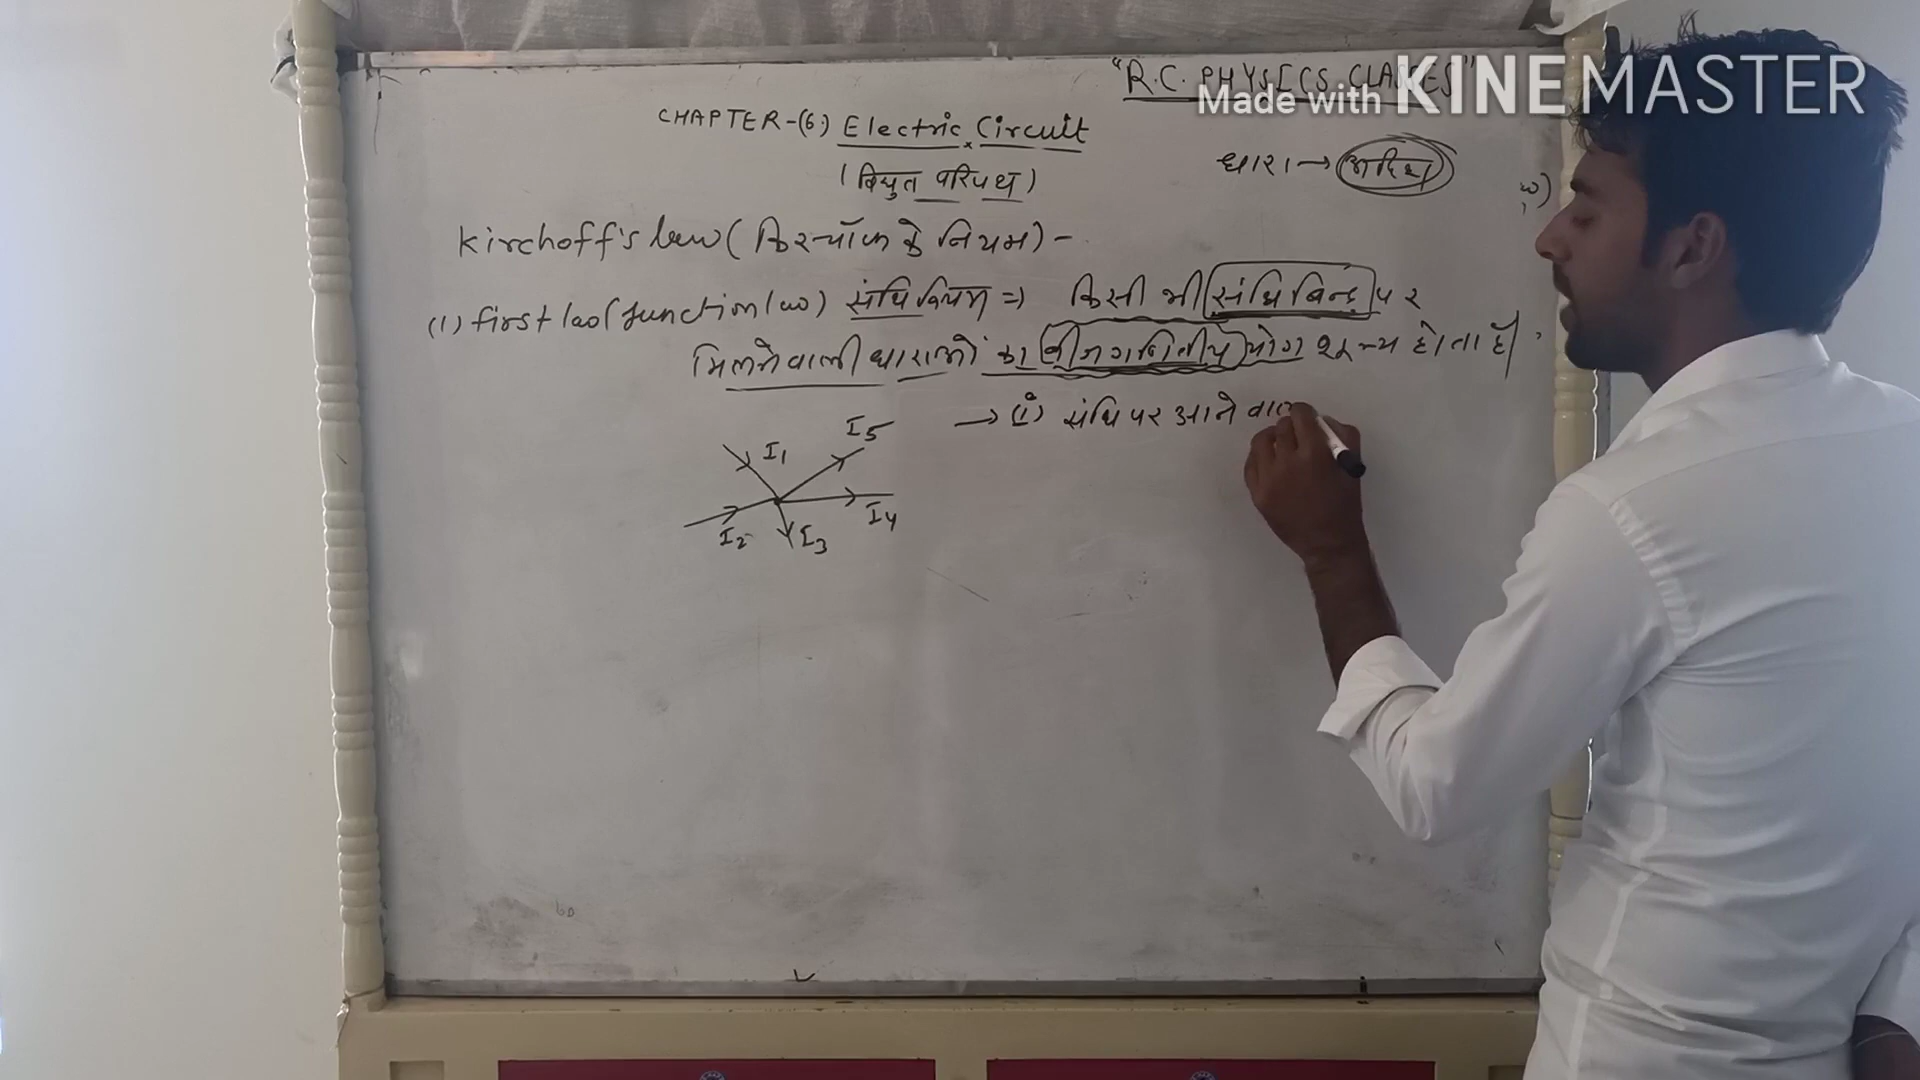 "R.C. PHYSICS CLASSES"
Made with KINEMASTER
CHAPTER-(6) Electric Circuit
(विद्युत परिपथ)
धारा → अदिश
Kirchoff's law (किरचॉफ के नियम) -
(1) first law (Junction law) संधि नियम => किसी भी संधि बिन्दु पर
मिलने वाली धाराओं का बीजगणितीय योग शून्य होता है।
→ (i) संधि पर आने वाल
I5
I1
I4
I2
I3